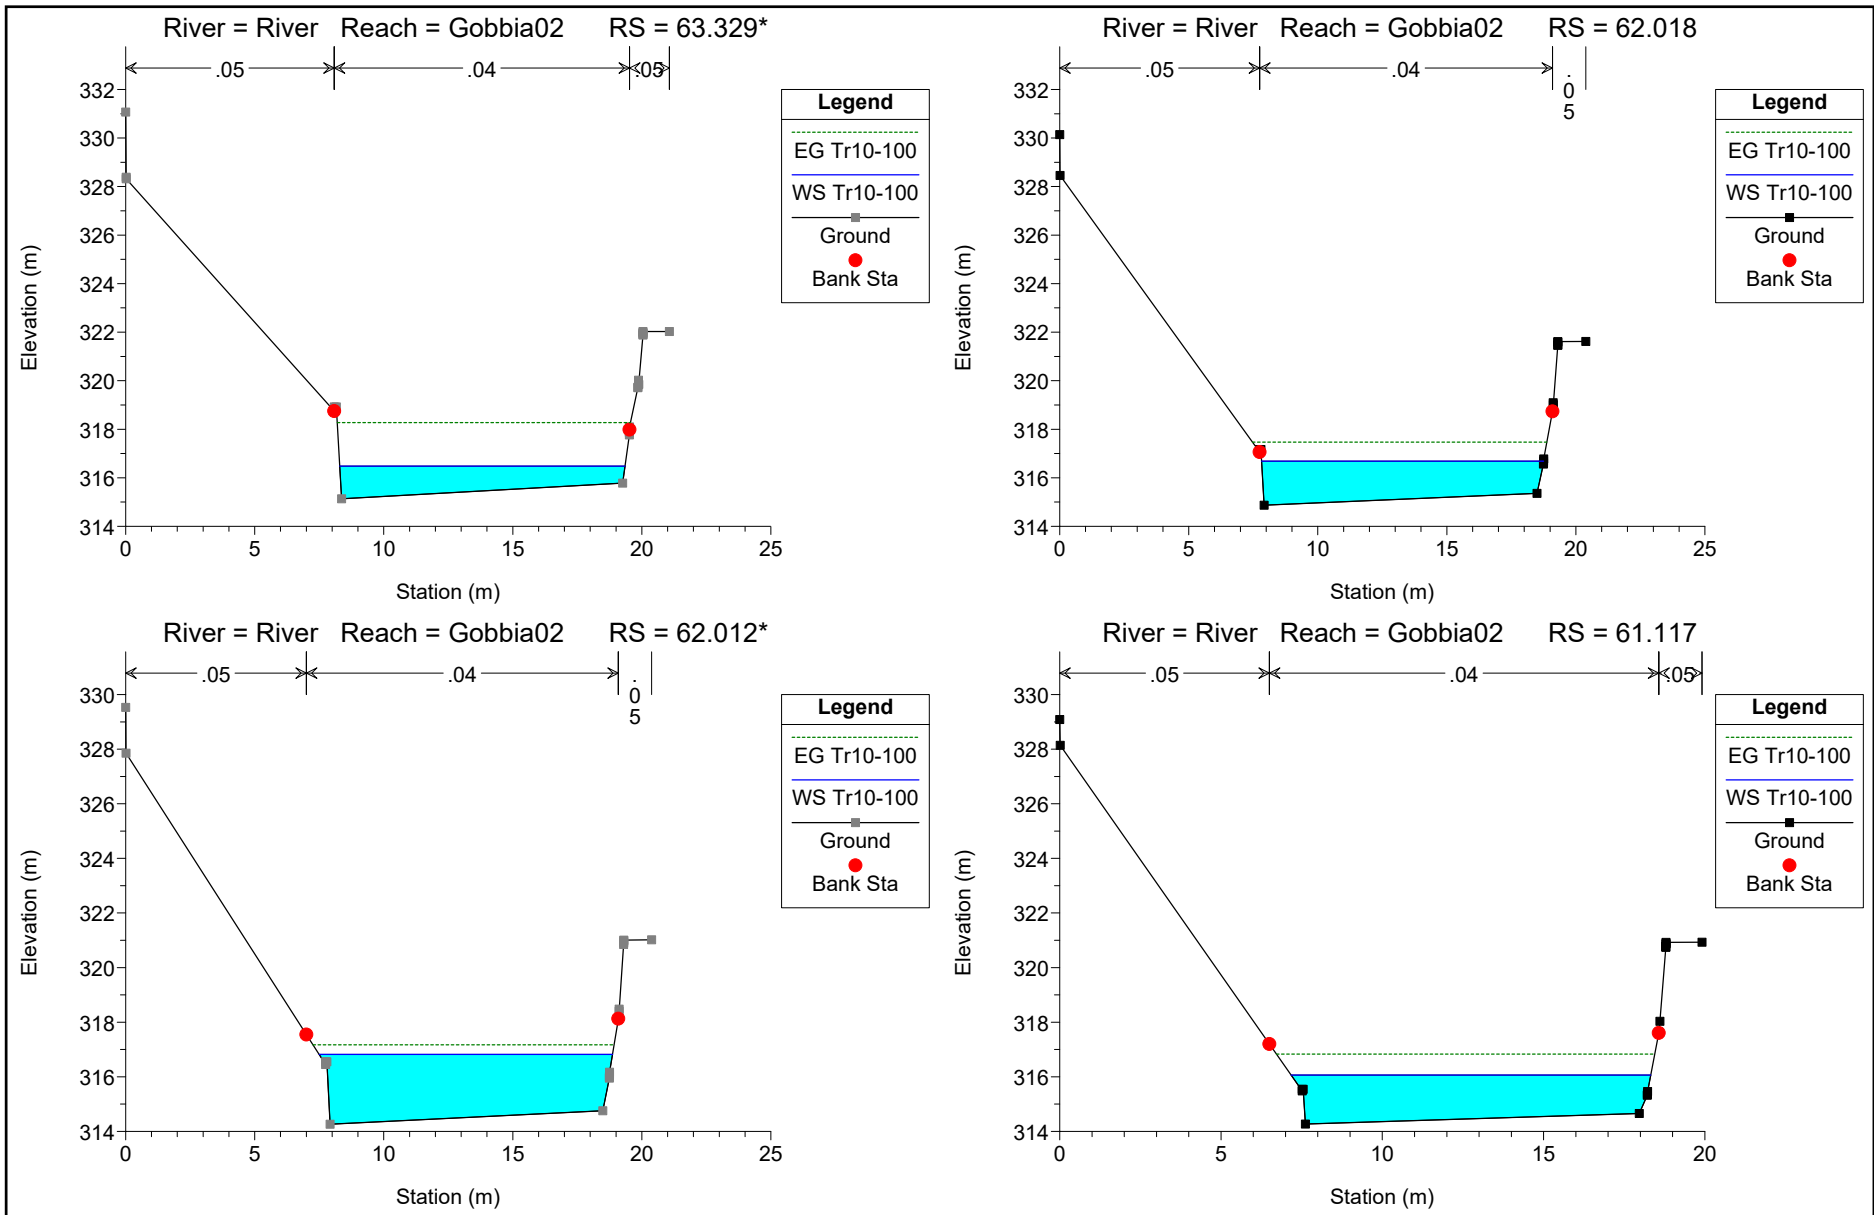 River = River Reach = Gobbia02 RS = 63.329*
.05 .04 .05
332
330
328
326
324
322
320
318
316
314
Elevation (m)
0 5 10 15 20 25
Station (m)
Legend
EG Tr10-100
WS Tr10-100
Ground
Bank Sta
River = River Reach = Gobbia02 RS = 62.018
.05 .04 .05
332
330
328
326
324
322
320
318
316
314
Elevation (m)
0 5 10 15 20 25
Station (m)
Legend
EG Tr10-100
WS Tr10-100
Ground
Bank Sta
River = River Reach = Gobbia02 RS = 62.012*
.05 .04 .05
330
328
326
324
322
320
318
316
314
Elevation (m)
0 5 10 15 20 25
Station (m)
Legend
EG Tr10-100
WS Tr10-100
Ground
Bank Sta
River = River Reach = Gobbia02 RS = 61.117
.05 .04 .05
330
328
326
324
322
320
318
316
314
Elevation (m)
0 5 10 15 20
Station (m)
Legend
EG Tr10-100
WS Tr10-100
Ground
Bank Sta